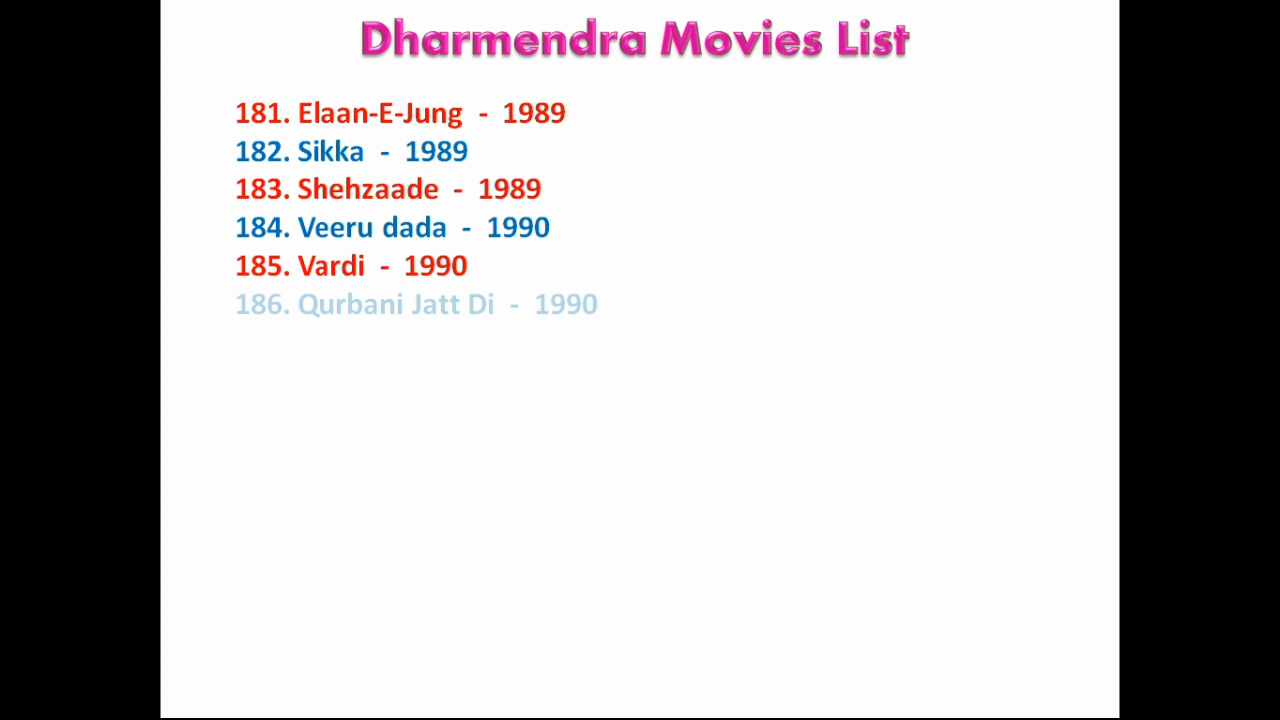 Dharmendra Movies List
181. Elaan-E-Jung - 1989
182. Sikka - 1989
183. Shehzaade - 1989
184. Veeru dada - 1990
185. Vardi - 1990
186. Qurbani Jatt Di - 1990